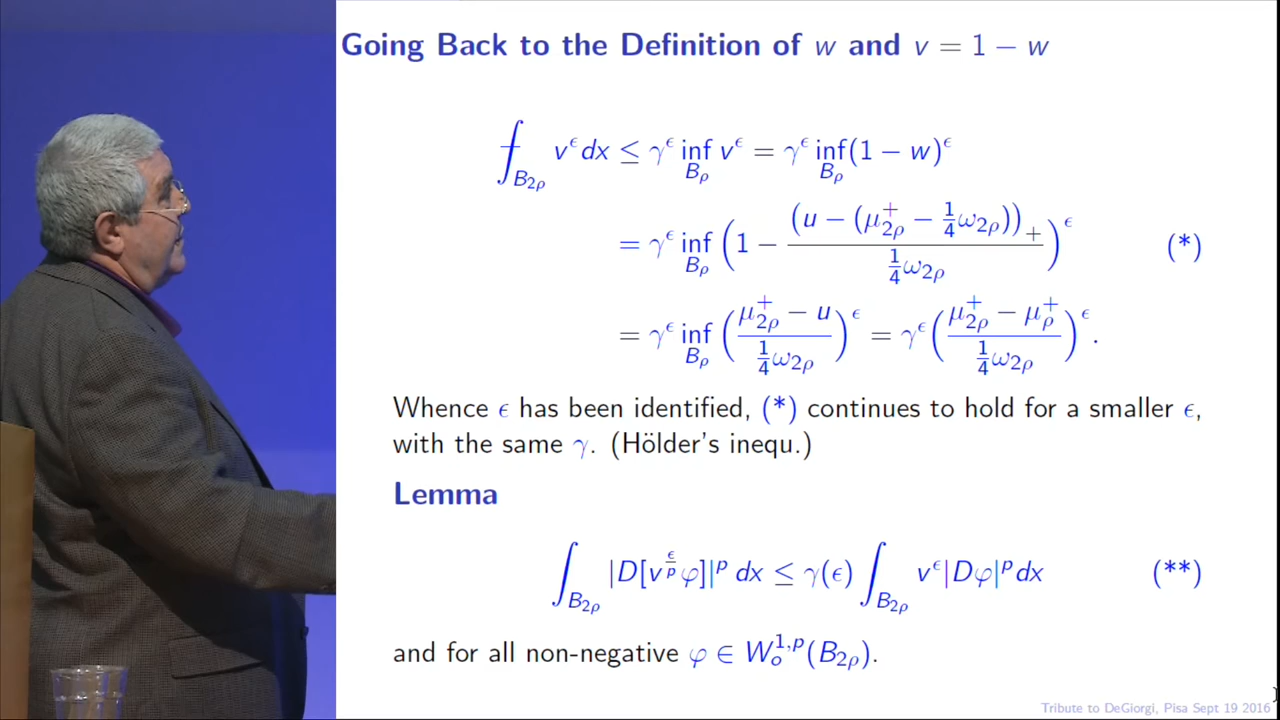 Going Back to the Definition of w and v = 1 − w
⨍_{B_{2ρ}} v^ϵ dx ≤ γ^ϵ inf_{B_ρ} v^ϵ = γ^ϵ inf_{B_ρ} (1 − w)^ϵ
= γ^ϵ inf_{B_ρ} (1 − (u − (μ^+_{2ρ} − 1/4 ω_{2ρ}))_+ / (1/4 ω_{2ρ}))^ϵ (*)
= γ^ϵ inf_{B_ρ} ((μ^+_{2ρ} − u) / (1/4 ω_{2ρ}))^ϵ = γ^ϵ ((μ^+_{2ρ} − μ^+_ρ) / (1/4 ω_{2ρ}))^ϵ.
Whence ϵ has been identified, (*) continues to hold for a smaller ϵ,
with the same γ. (Hölder's inequ.)
Lemma
∫_{B_{2ρ}} |D[v^{ϵ/p} φ]|^p dx ≤ γ(ϵ) ∫_{B_{2ρ}} v^ϵ |Dφ|^p dx (**)
and for all non-negative φ ∈ W^{1,p}_o(B_{2ρ}).
Tribute to DeGiorgi, Pisa Sept 19 2016